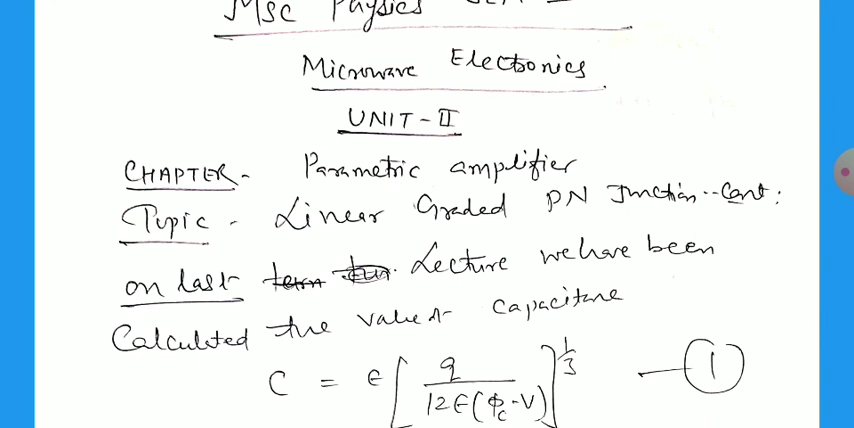 MSC Physics
Microwave Electronics
UNIT-II
CHAPTER- Parametric amplifier
Topic - Linear Graded PN Junction--Cont:
on last Lecture we have been
Calculated the value of Capacitane
C = ϵ [ q / 12ϵ(ϕc-V) ]^1/3 — (1)